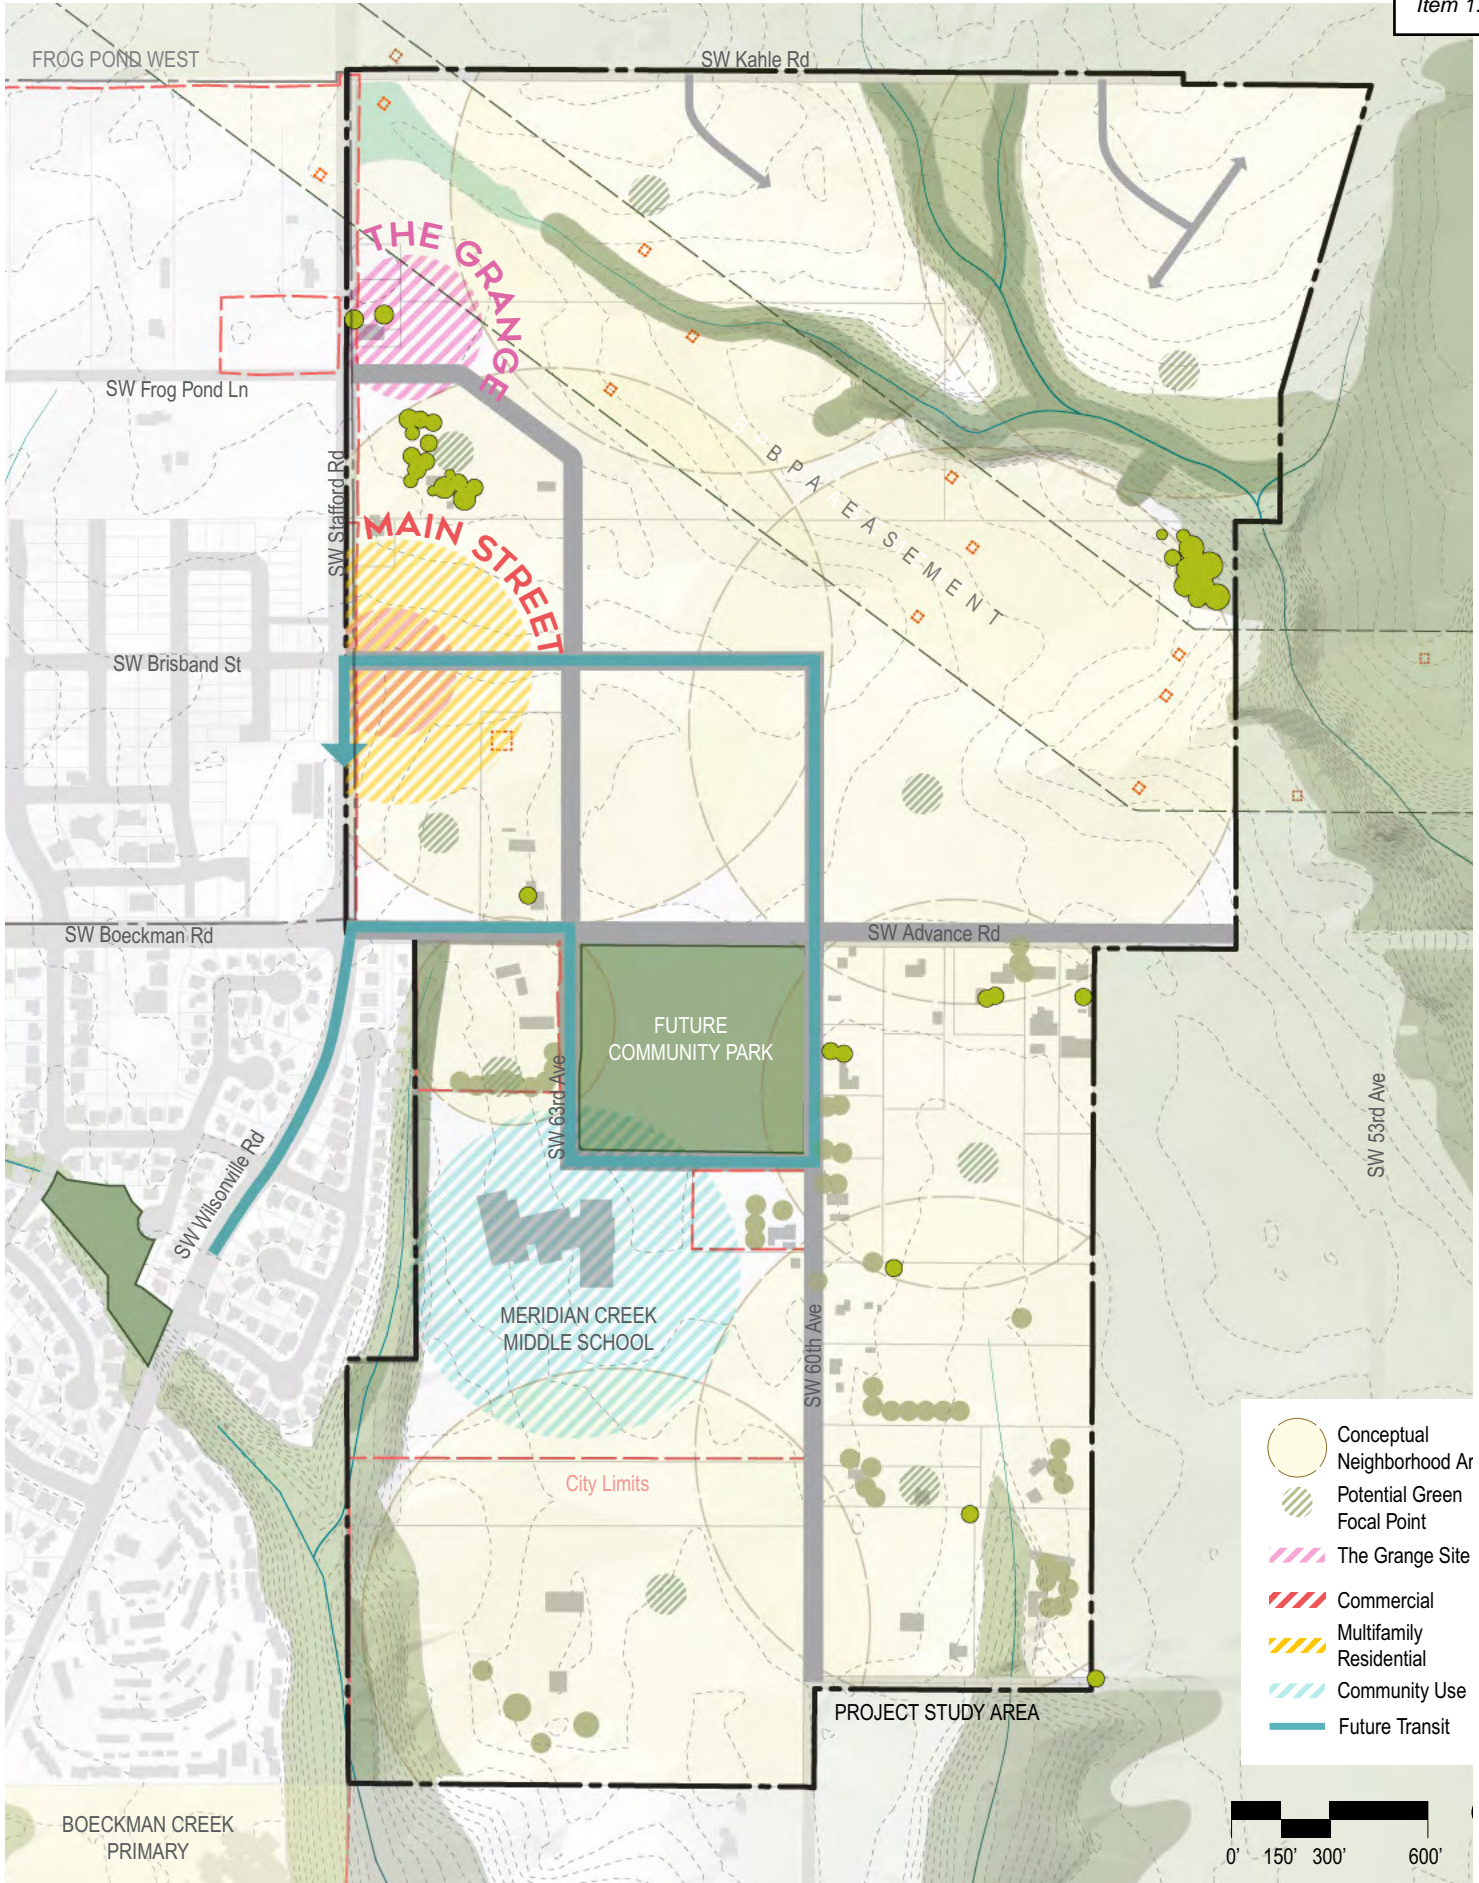 Item 1.
FROG POND WEST
SW Kahle Rd
THE GRANGE
SW Frog Pond Ln
SW Stafford Rd
BPA EASEMENT
MAIN STREET
SW Brisband St
SW Boeckman Rd
SW Advance Rd
FUTURE
COMMUNITY PARK
SW 63rd Ave
SW 53rd Ave
SW Wilsonville Rd
MERIDIAN CREEK
MIDDLE SCHOOL
SW 60th Ave
City Limits
PROJECT STUDY AREA
BOECKMAN CREEK
PRIMARY
Conceptual
Neighborhood Ar
Potential Green
Focal Point
The Grange Site
Commercial
Multifamily
Residential
Community Use
Future Transit
0' 150' 300' 600'